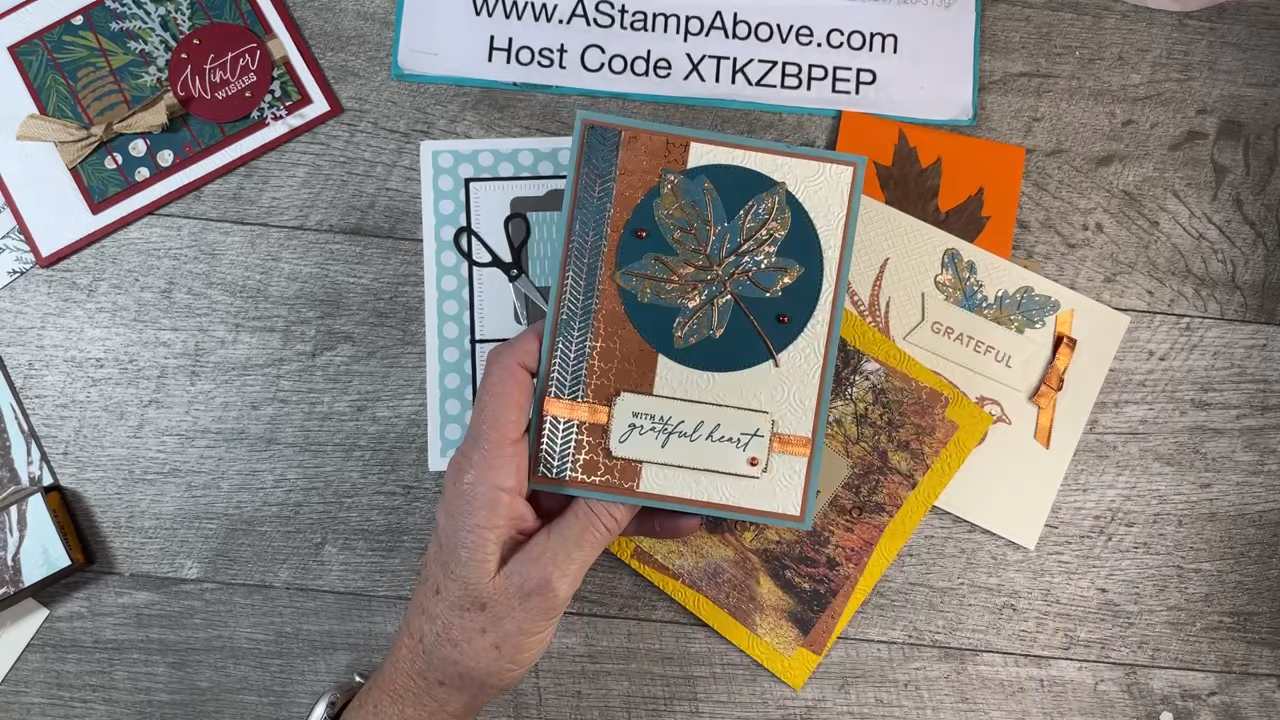 www.AStampAbove.com
Host Code XTKZBPEP
Winter
WISHES
GRATEFUL
WITH A
grateful heart